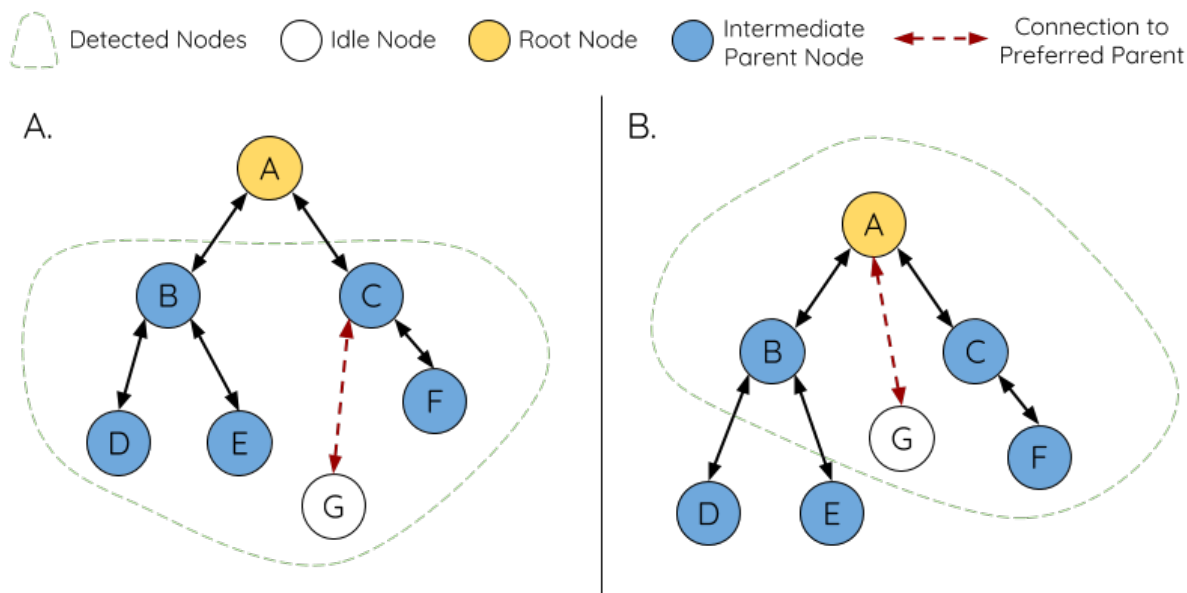 Detected Nodes
Idle Node
Root Node
Intermediate
Parent Node
Connection to
Preferred Parent
A.
A
B
C
D
E
F
G
B.
A
B
C
G
F
D
E